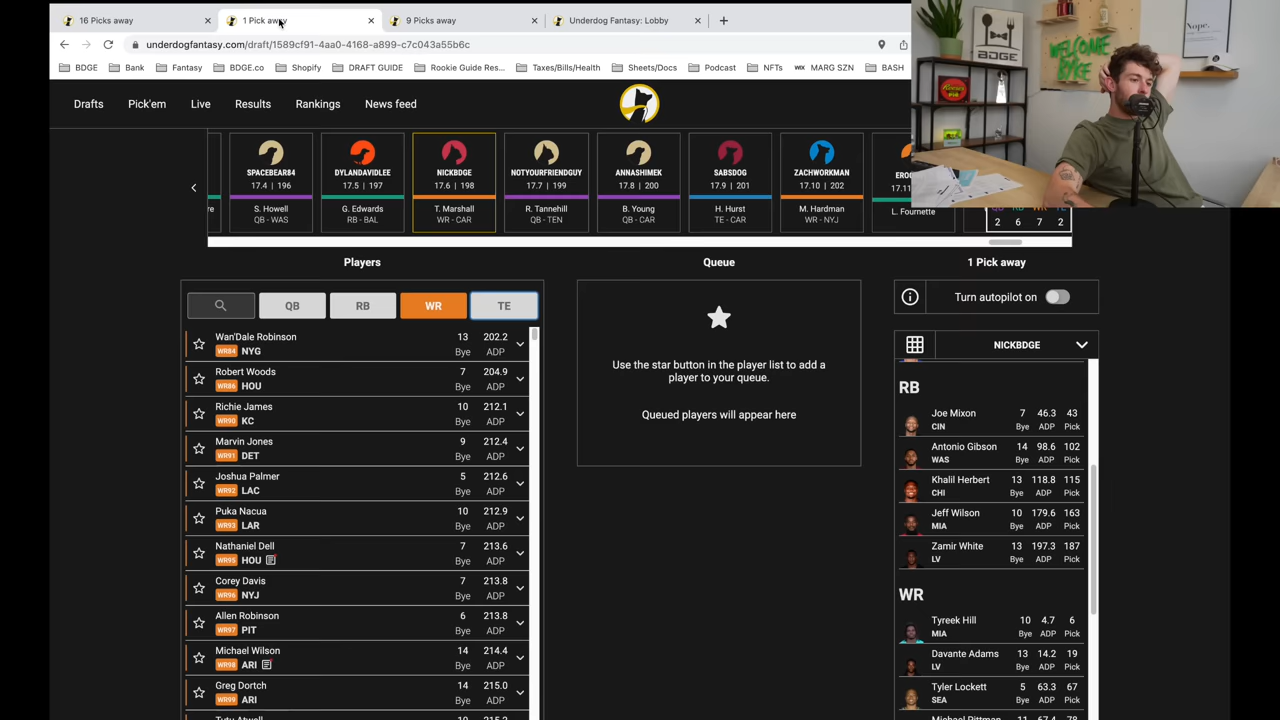 16 Picks away
1 Pick away
9 Picks away
Underdog Fantasy: Lobby
underdogfantasy.com/draft/1589cf91-4aa0-4168-a899-c7c043a55b6c
BDGE
Bank
Fantasy
BDGE.co
Shopify
DRAFT GUIDE
Rookie Guide Res...
Taxes/Bills/Health
Sheets/Docs
Podcast
NFTs
WIX MARG SZN
BASH
BDGE
WELCOME
BDGE
Drafts
Pick'em
Live
Results
Rankings
News feed
SPACEBEAR84
17.4 | 196
S. Howell
QB - WAS
DYLANDAVIDLEE
17.5 | 197
G. Edwards
RB - BAL
NICKBDGE
17.6 | 198
T. Marshall
WR - CAR
NOTYOURFRIENDGUY
17.7 | 199
R. Tannehill
QB - TEN
ANNASHIMEK
17.8 | 200
B. Young
QB - CAR
SABSDOG
17.9 | 201
H. Hurst
TE - CAR
ZACHWORKMAN
17.10 | 202
M. Hardman
WR - NYJ
17.11
L. Fournette
2 6 7 2
Players
Queue
1 Pick away
QB
RB
WR
TE
Wan'Dale Robinson 13 202.2
WR84 NYG Bye ADP
Robert Woods 7 204.9
WR86 HOU Bye ADP
Richie James 10 212.1
WR90 KC Bye ADP
Marvin Jones 9 212.4
WR91 DET Bye ADP
Joshua Palmer 5 212.6
WR92 LAC Bye ADP
Puka Nacua 10 212.9
WR93 LAR Bye ADP
Nathaniel Dell 7 213.6
WR95 HOU Bye ADP
Corey Davis 7 213.8
WR96 NYJ Bye ADP
Allen Robinson 6 213.8
WR97 PIT Bye ADP
Michael Wilson 14 214.4
WR98 ARI Bye ADP
Greg Dortch 14 215.0
WR99 ARI Bye ADP
Use the star button in the player list to add a
player to your queue.
Queued players will appear here
Turn autopilot on
NICKBDGE
RB
Joe Mixon 7 46.3 43
CIN Bye ADP Pick
Antonio Gibson 14 98.6 102
WAS Bye ADP Pick
Khalil Herbert 13 118.8 115
CHI Bye ADP Pick
Jeff Wilson 10 179.6 163
MIA Bye ADP Pick
Zamir White 13 197.3 187
LV Bye ADP Pick
WR
Tyreek Hill 10 4.7 6
MIA Bye ADP Pick
Davante Adams 13 14.2 19
LV Bye ADP Pick
Tyler Lockett 5 63.3 67
SEA Bye ADP Pick